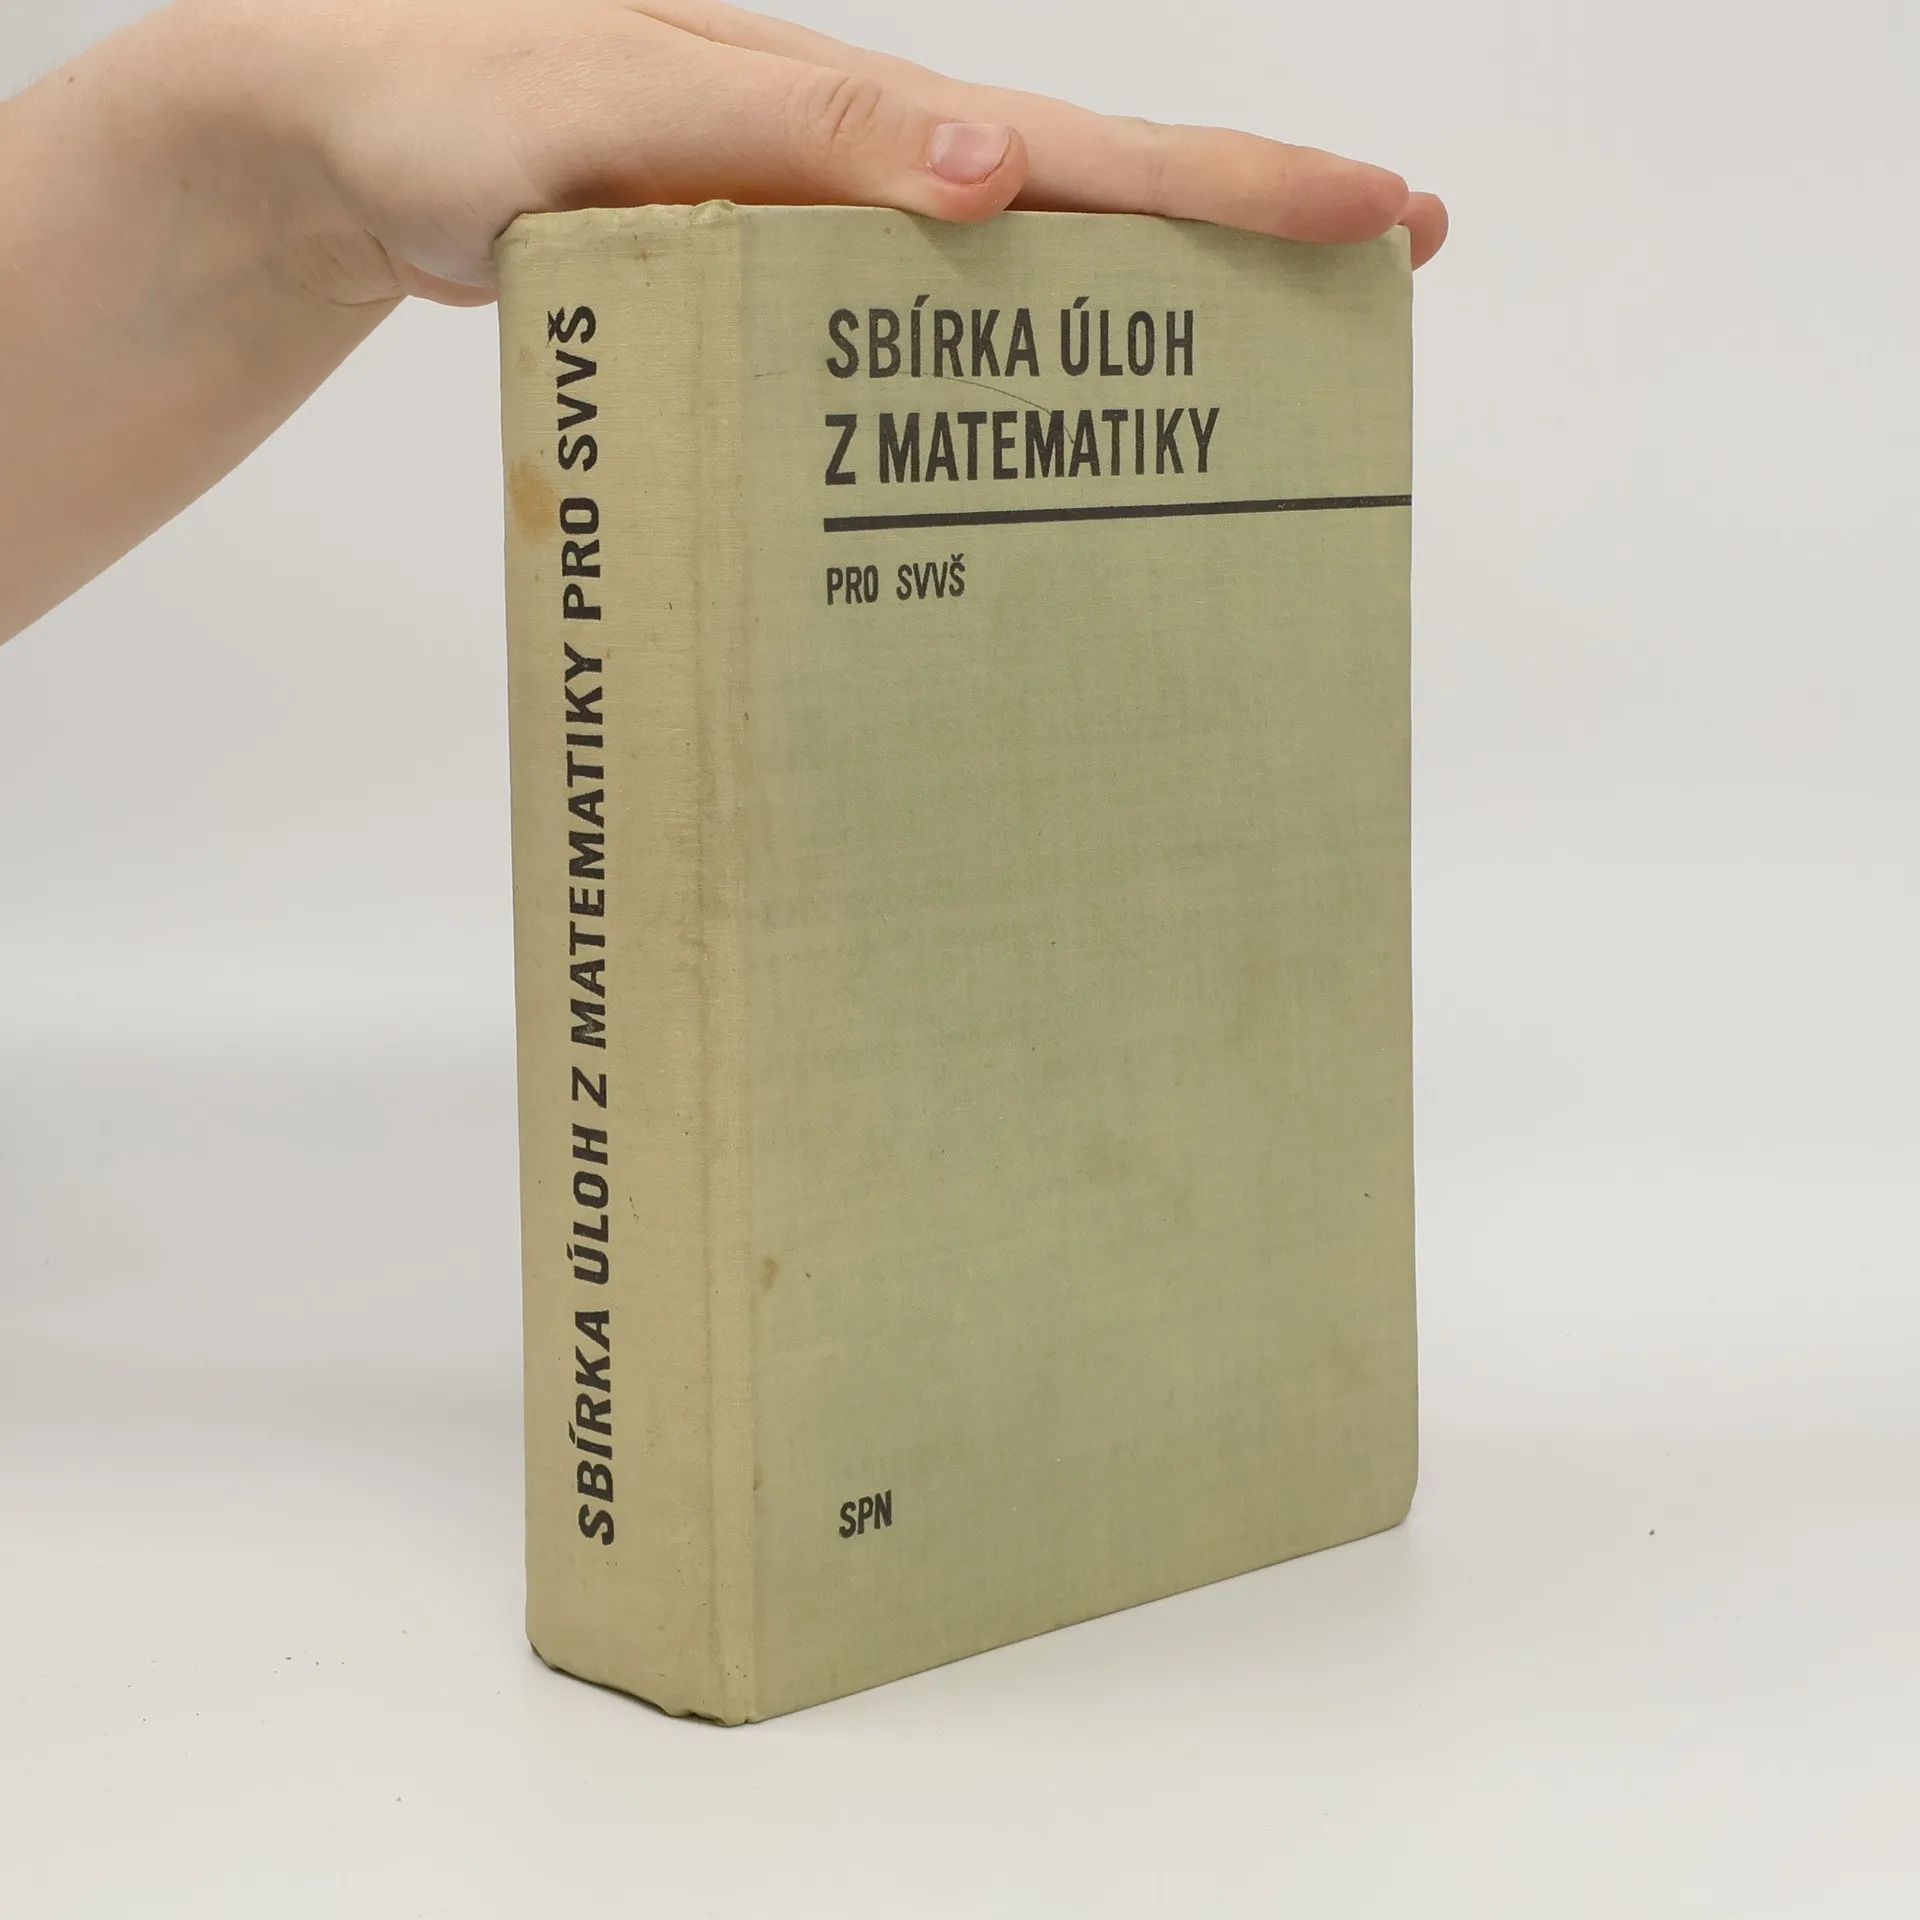 SBÍRKA ÚLOH Z MATEMATIKY PRO SVVŠ
SBÍRKA ÚLOH
Z MATEMATIKY
PRO SVVŠ
SPN